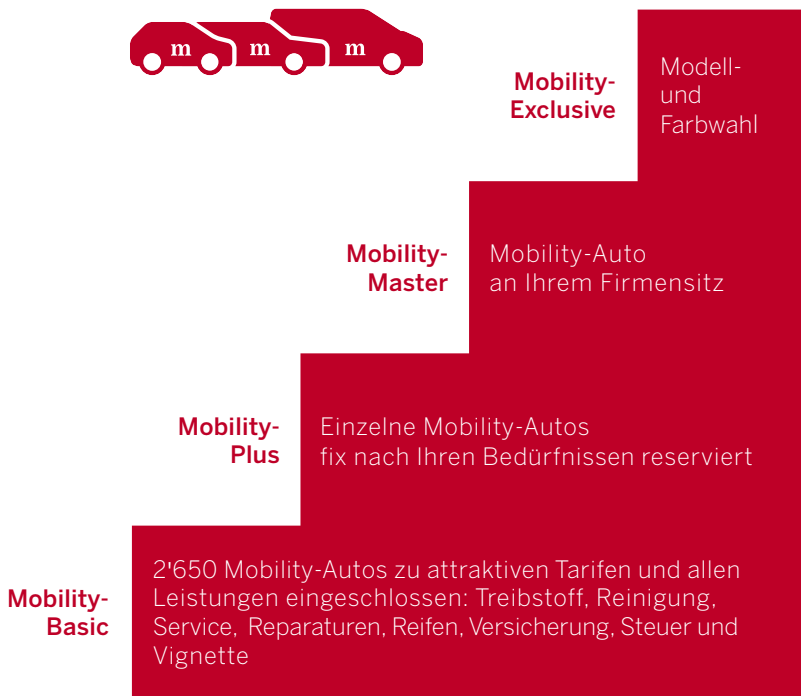 m m m
Mobility-
Exclusive
Modell-
und
Farbwahl
Mobility-
Master
Mobility-Auto
an Ihrem Firmensitz
Mobility-
Plus
Einzelne Mobility-Autos
fix nach Ihren Bedürfnissen reserviert
Mobility-
Basic
2'650 Mobility-Autos zu attraktiven Tarifen und allen
Leistungen eingeschlossen: Treibstoff, Reinigung,
Service, Reparaturen, Reifen, Versicherung, Steuer und
Vignette